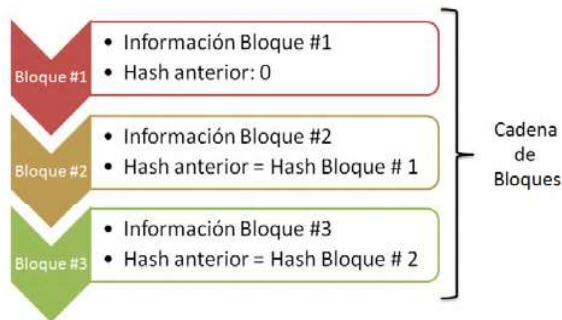 Bloque #1
• Información Bloque #1
• Hash anterior: 0
Bloque #2
• Información Bloque #2
• Hash anterior = Hash Bloque # 1
Bloque #3
• Información Bloque #3
• Hash anterior = Hash Bloque # 2
Cadena
de
Bloques